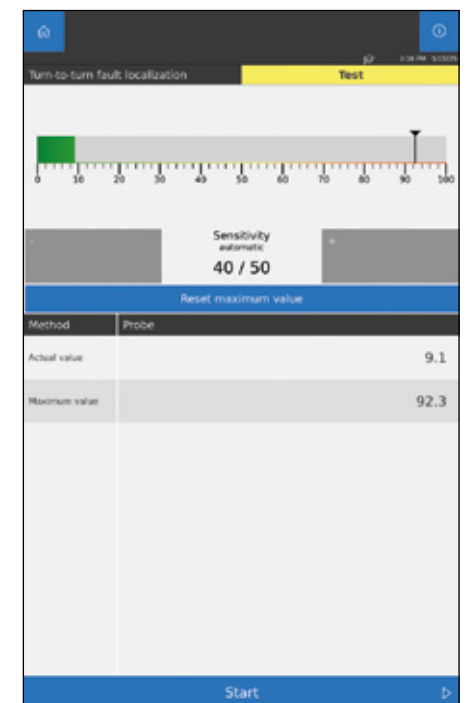 Turn-to-turn fault localization Test
0 10 20 30 40 50 60 70 80 90 100
Sensitivity
automatic
- 40 / 50 +
Reset maximum value
Method Probe
Actual value 9.1
Maximum value 92.3
Start